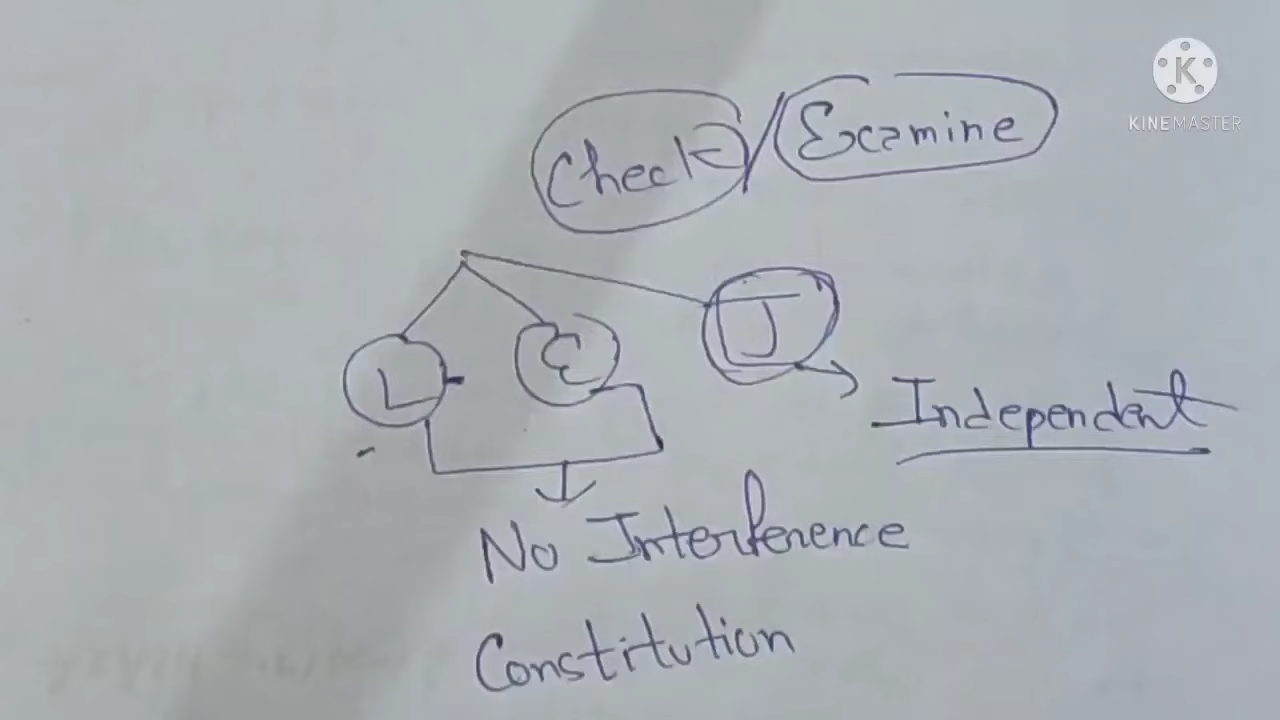 Check/Examine
K
KINEMASTER
L E J
Independent
No Interference
Constitution